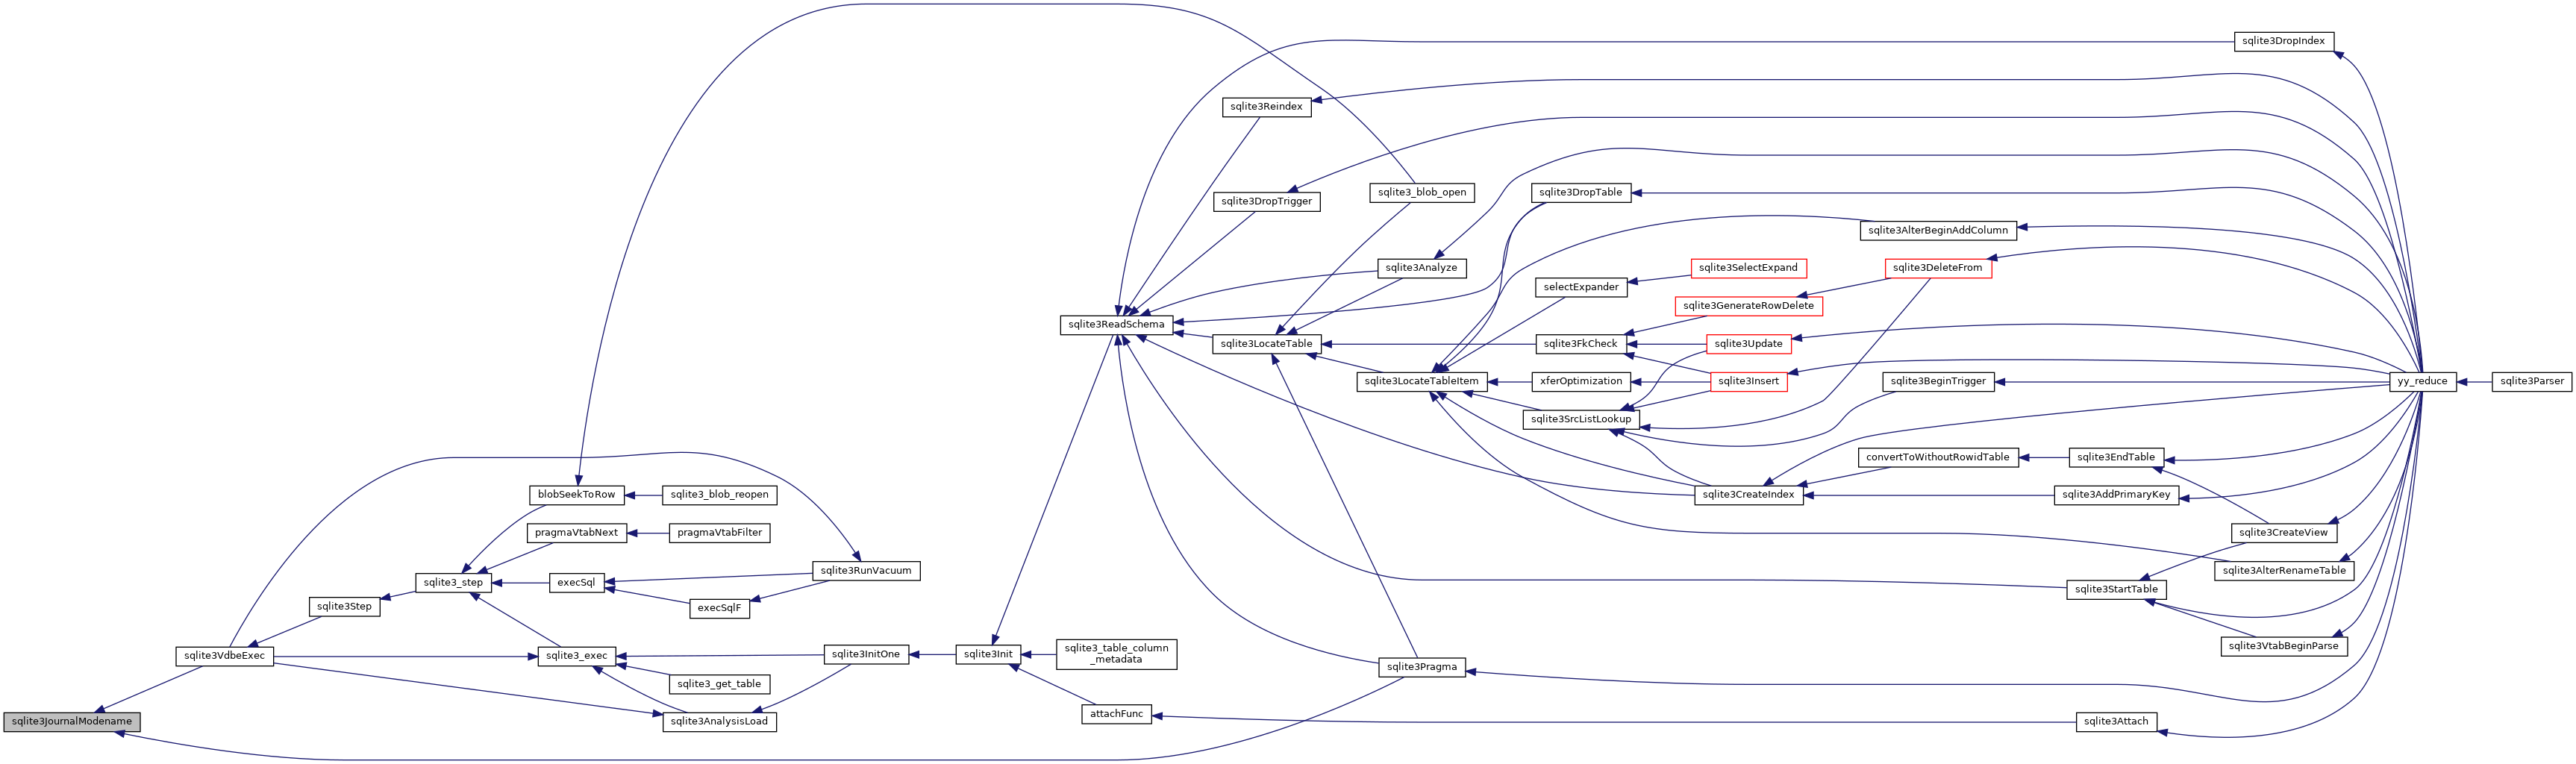 sqlite3JournalModename
sqlite3VdbeExec
sqlite3Step
sqlite3_step
blobSeekToRow
sqlite3_blob_reopen
pragmaVtabNext
pragmaVtabFilter
execSql
execSqlF
sqlite3RunVacuum
sqlite3_exec
sqlite3_get_table
sqlite3AnalysisLoad
sqlite3InitOne
sqlite3Init
sqlite3_table_column
_metadata
attachFunc
sqlite3ReadSchema
sqlite3Reindex
sqlite3DropTrigger
sqlite3LocateTable
sqlite3_blob_open
sqlite3Analyze
sqlite3LocateTableItem
sqlite3Pragma
sqlite3DropTable
selectExpander
sqlite3FkCheck
xferOptimization
sqlite3SrcListLookup
sqlite3SelectExpand
sqlite3GenerateRowDelete
sqlite3Update
sqlite3Insert
sqlite3CreateIndex
sqlite3AlterBeginAddColumn
sqlite3DeleteFrom
sqlite3BeginTrigger
convertToWithoutRowidTable
sqlite3EndTable
sqlite3AddPrimaryKey
sqlite3CreateView
sqlite3AlterRenameTable
sqlite3StartTable
sqlite3VtabBeginParse
sqlite3Attach
sqlite3DropIndex
yy_reduce
sqlite3Parser